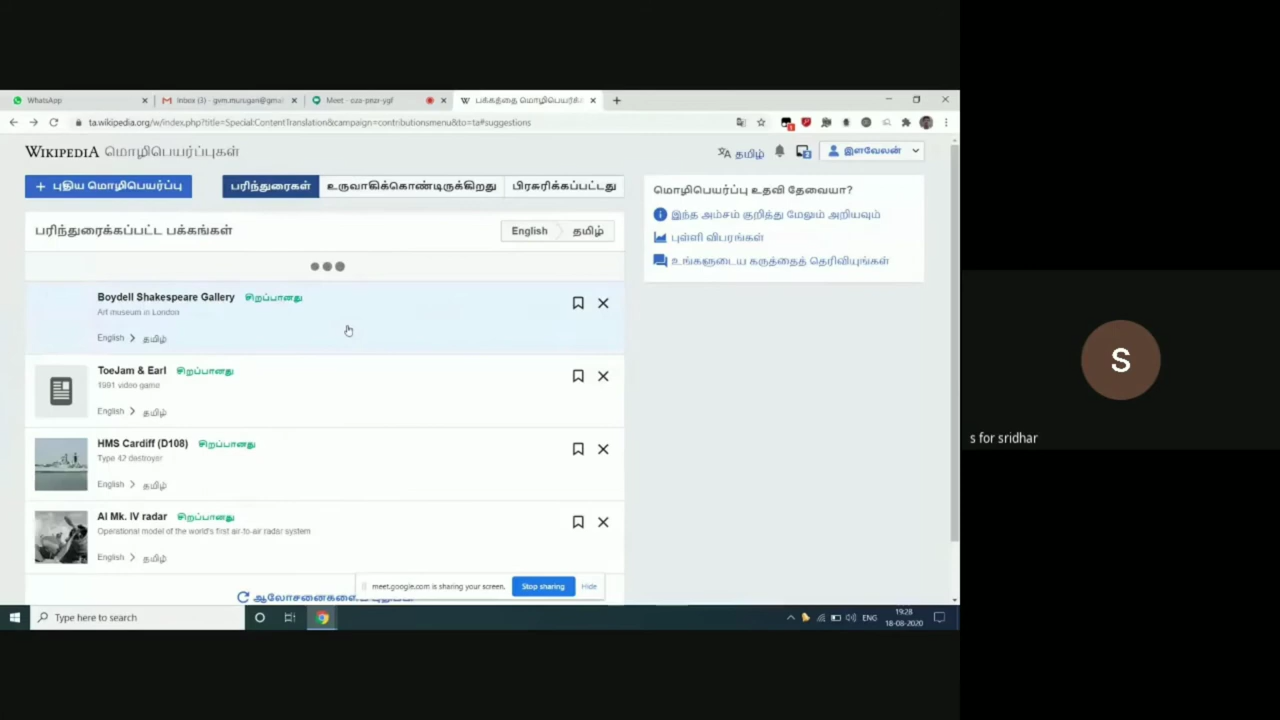 WhatsApp
Inbox (3) - gvm.murugan@gmai
Meet - oza-pnzr-ygf
பக்கத்தை மொழிபெயர்க்க
ta.wikipedia.org/w/index.php?title=Special:ContentTranslation&campaign=contributionsmenu&to=ta#suggestions
WIKIPEDIA மொழிபெயர்ப்புகள்
தமிழ்
இளவேலன்
+ புதிய மொழிபெயர்ப்பு
பரிந்துரைகள்
உருவாகிக்கொண்டிருக்கிறது
பிரசுரிக்கப்பட்டது
மொழிபெயர்ப்பு உதவி தேவையா?
இந்த அம்சம் குறித்து மேலும் அறியவும்
புள்ளி விபரங்கள்
உங்களுடைய கருத்தைத் தெரிவியுங்கள்
பரிந்துரைக்கப்பட்ட பக்கங்கள்
English
தமிழ்
Boydell Shakespeare Gallery சிறப்பானது
Art museum in London
English > தமிழ்
ToeJam & Earl சிறப்பானது
1991 video game
English > தமிழ்
HMS Cardiff (D108) சிறப்பானது
Type 42 destroyer
English > தமிழ்
AI Mk. IV radar சிறப்பானது
Operational model of the world's first air-to-air radar system
English > தமிழ்
meet.google.com is sharing your screen.
Stop sharing
Hide
Type here to search
ENG
19:28
18-08-2020
S
s for sridhar